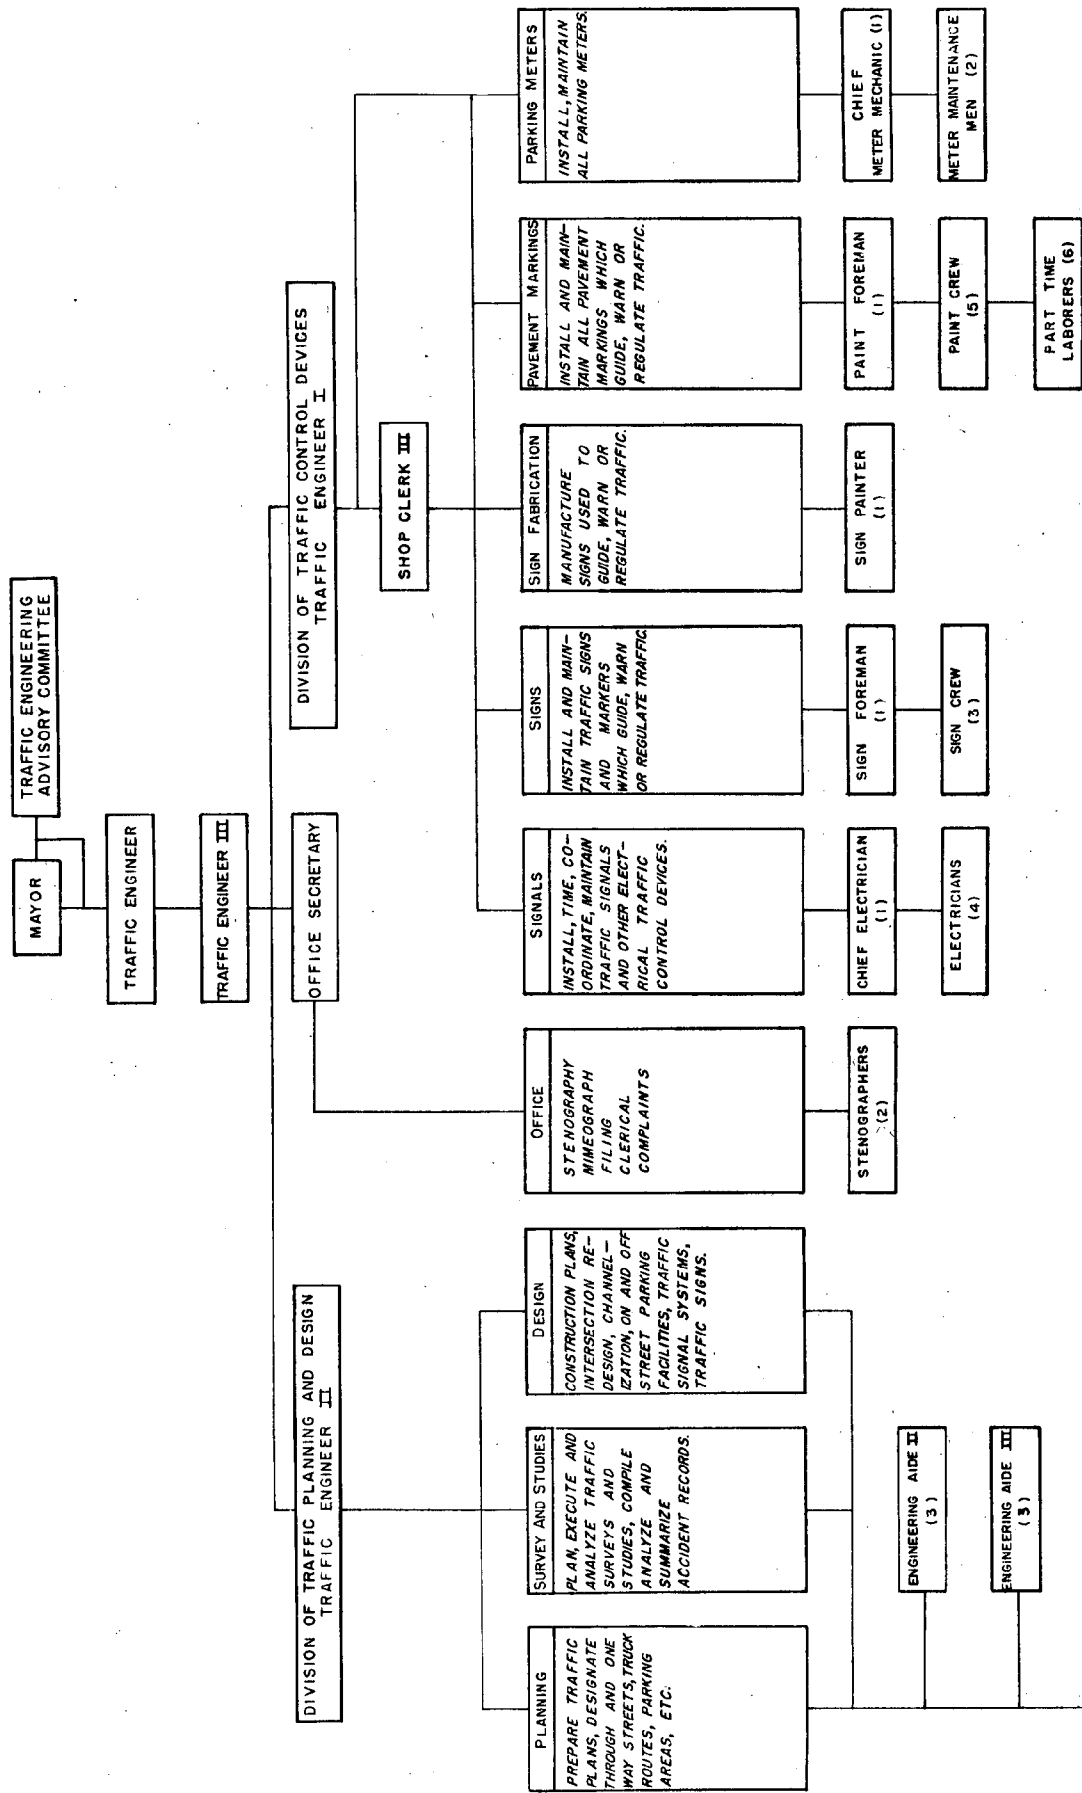 TRAFFIC ENGINEERING
ADVISORY COMMITTEE
MAYOR
TRAFFIC ENGINEER
TRAFFIC ENGINEER III
OFFICE SECRETARY
DIVISION OF TRAFFIC PLANNING AND DESIGN
TRAFFIC ENGINEER II
DIVISION OF TRAFFIC CONTROL DEVICES
TRAFFIC ENGINEER I
SHOP CLERK III
PLANNING
PREPARE TRAFFIC
PLANS, DESIGNATE
THROUGH AND ONE
WAY STREETS, TRUCK
ROUTES, PARKING
AREAS, ETC.
SURVEY AND STUDIES
PLAN, EXECUTE AND
ANALYZE TRAFFIC
SURVEYS AND
STUDIES, COMPILE
ANALYZE AND
SUMMARIZE
ACCIDENT RECORDS.
DESIGN
CONSTRUCTION PLANS,
INTERSECTION RE-
DESIGN, CHANNEL-
IZATION, ON AND OFF
STREET PARKING
FACILITIES, TRAFFIC
SIGNAL SYSTEMS,
TRAFFIC SIGNS.
OFFICE
STENOGRAPHY
MIMEOGRAPH
FILING
CLERICAL
COMPLAINTS
SIGNALS
INSTALL, TIME, CO-
ORDINATE, MAINTAIN
TRAFFIC SIGNALS
AND OTHER ELECT-
RICAL TRAFFIC
CONTROL DEVICES.
SIGNS
INSTALL AND MAIN-
TAIN TRAFFIC SIGNS
AND MARKERS
WHICH GUIDE, WARN
OR REGULATE TRAFFIC.
SIGN FABRICATION
MANUFACTURE
SIGNS USED TO
GUIDE, WARN OR
REGULATE TRAFFIC.
PAVEMENT MARKINGS
INSTALL AND MAIN-
TAIN ALL PAVEMENT
MARKINGS WHICH
GUIDE, WARN OR
REGULATE TRAFFIC.
PARKING METERS
INSTALL, MAINTAIN
ALL PARKING METERS.
ENGINEERING AIDE II
(3)
ENGINEERING AIDE III
(3)
STENOGRAPHERS
(2)
CHIEF ELECTRICIAN
(1)
ELECTRICIANS
(4)
SIGN FOREMAN
(1)
SIGN CREW
(3)
SIGN PAINTER
(1)
PAINT FOREMAN
(1)
PAINT CREW
(5)
PART TIME
LABORERS (6)
CHIEF
METER MECHANIC (1)
METER MAINTENANCE
MEN (2)